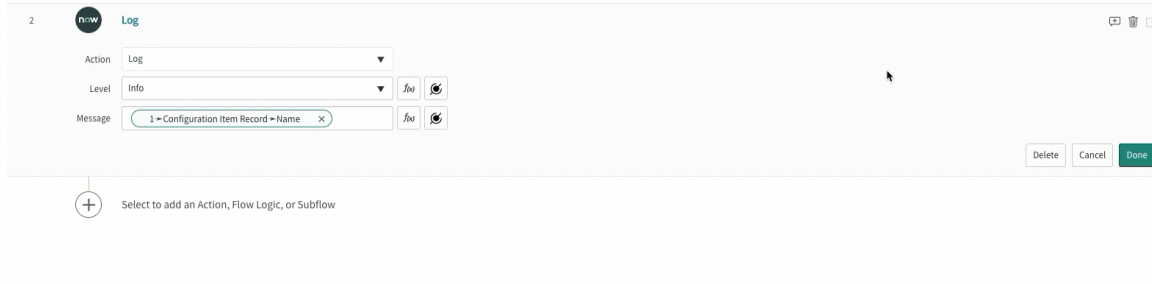 2 now Log
Action Log
Level Info f(x)
Message 1➛Configuration Item Record➛Name × f(x)
Delete Cancel Done
Select to add an Action, Flow Logic, or Subflow